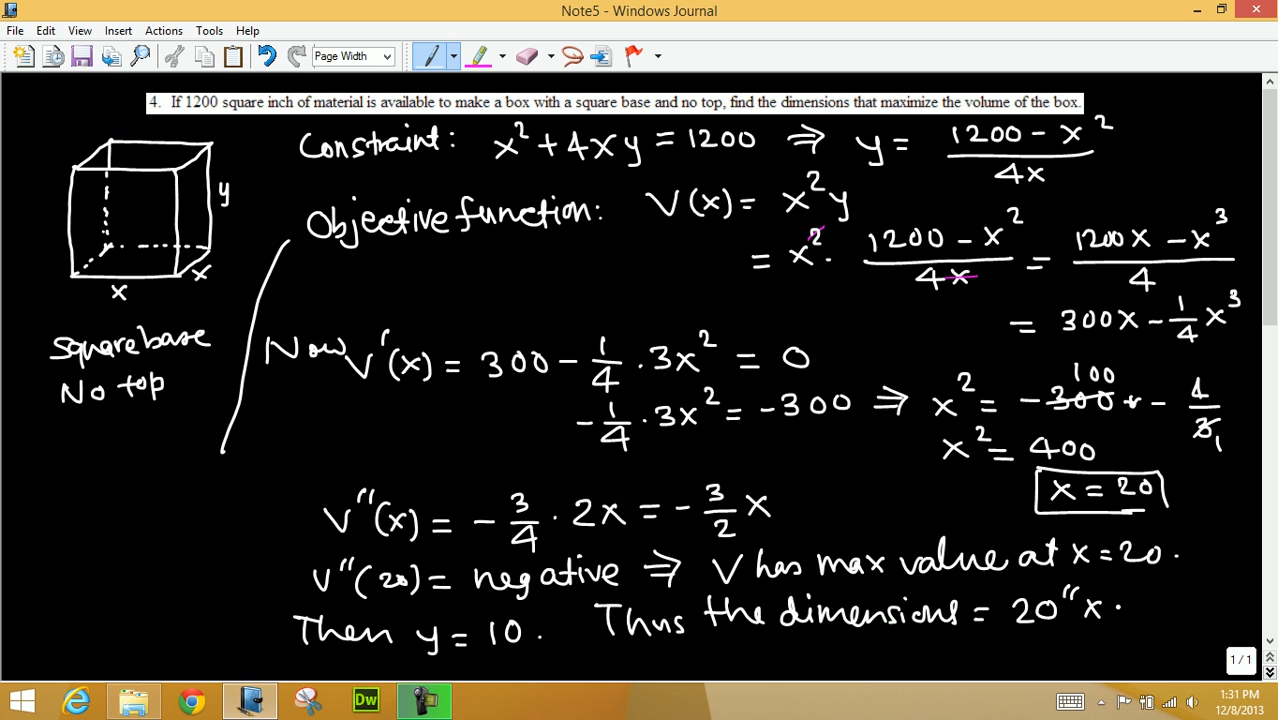 Note5 - Windows Journal
File Edit View Insert Actions Tools Help
Page Width
4. If 1200 square inch of material is available to make a box with a square base and no top, find the dimensions that maximize the volume of the box.
Constraint: x² + 4xy = 1200 ⇒ y = (1200 - x²)/4x
Objective function: V(x) = x²y
= x² · (1200 - x²)/4x = (1200x - x³)/4
= 300x - 1/4 x³
y
x
x
square base
No top
Now V'(x) = 300 - 1/4 · 3x² = 0
-1/4 · 3x² = -300 ⇒ x² = -300 · - 4/3
100
1
x² = 400
x = 20
V"(x) = - 3/4 · 2x = - 3/2 x
V"(20) = negative ⇒ V has max value at x = 20.
Then y = 10. Thus the dimensions = 20" x
1 / 1
Dw
1:31 PM
12/8/2013